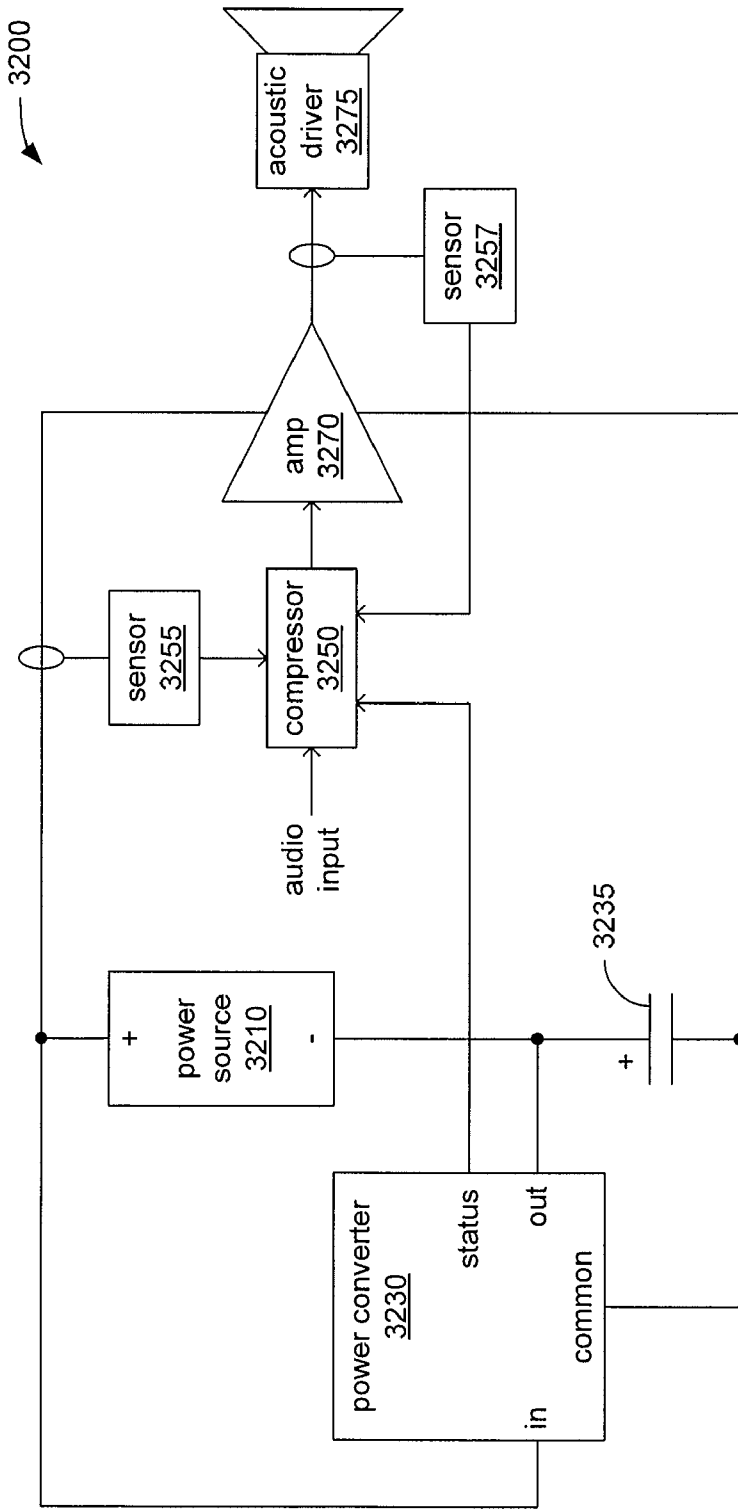 3200
acoustic
driver
3275
sensor
3257
amp
3270
sensor
3255
compressor
3250
audio
input
+
power
source
3210
-
3235
+
power converter
3230
status
out
in
common